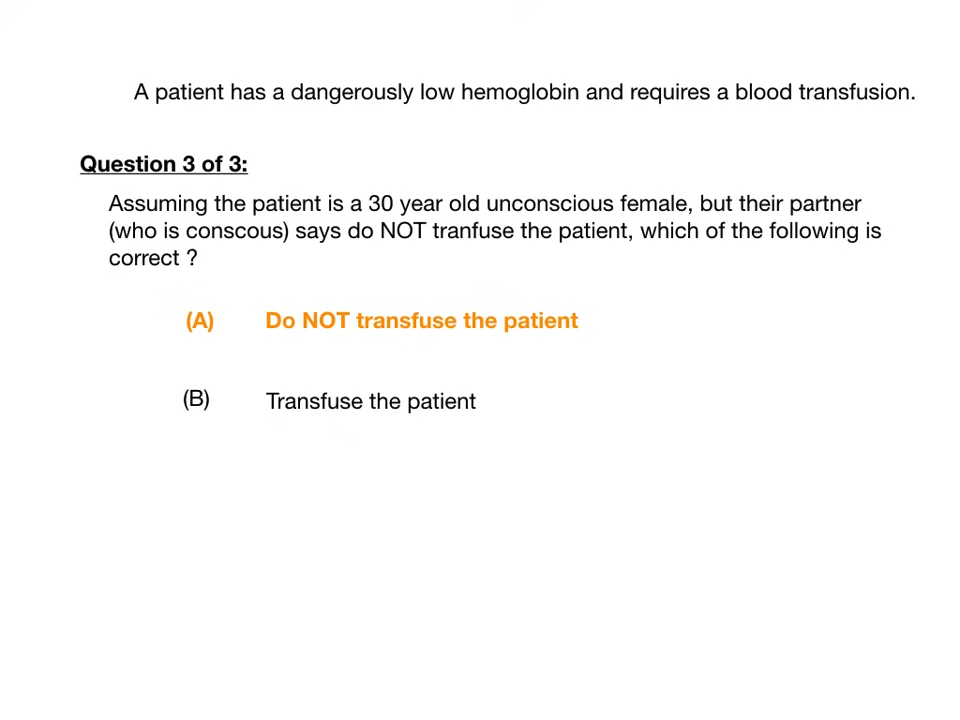 A patient has a dangerously low hemoglobin and requires a blood transfusion.
Question 3 of 3:
Assuming the patient is a 30 year old unconscious female, but their partner
(who is conscous) says do NOT tranfuse the patient, which of the following is
correct ?
(A) Do NOT transfuse the patient
(B) Transfuse the patient